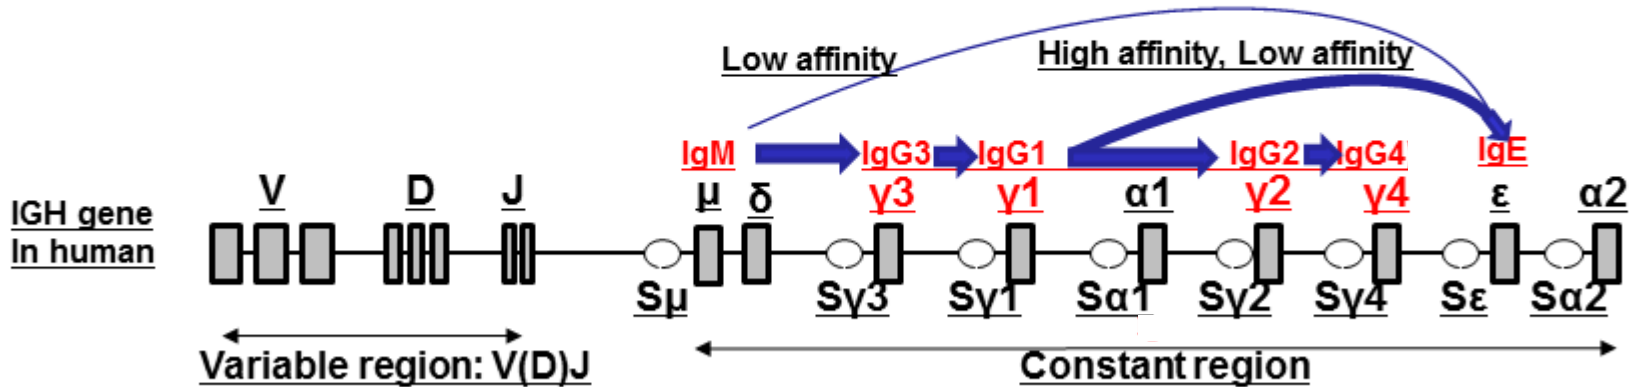 Low affinity
High affinity, Low affinity
IgM IgG3 IgG1 IgG2 IgG4 IgE
V D J μ δ γ3 γ1 α1 γ2 γ4 ε α2
IGH gene
In human
Sμ Sγ3 Sγ1 Sα1 Sγ2 Sγ4 Sε Sα2
Variable region: V(D)J
Constant region